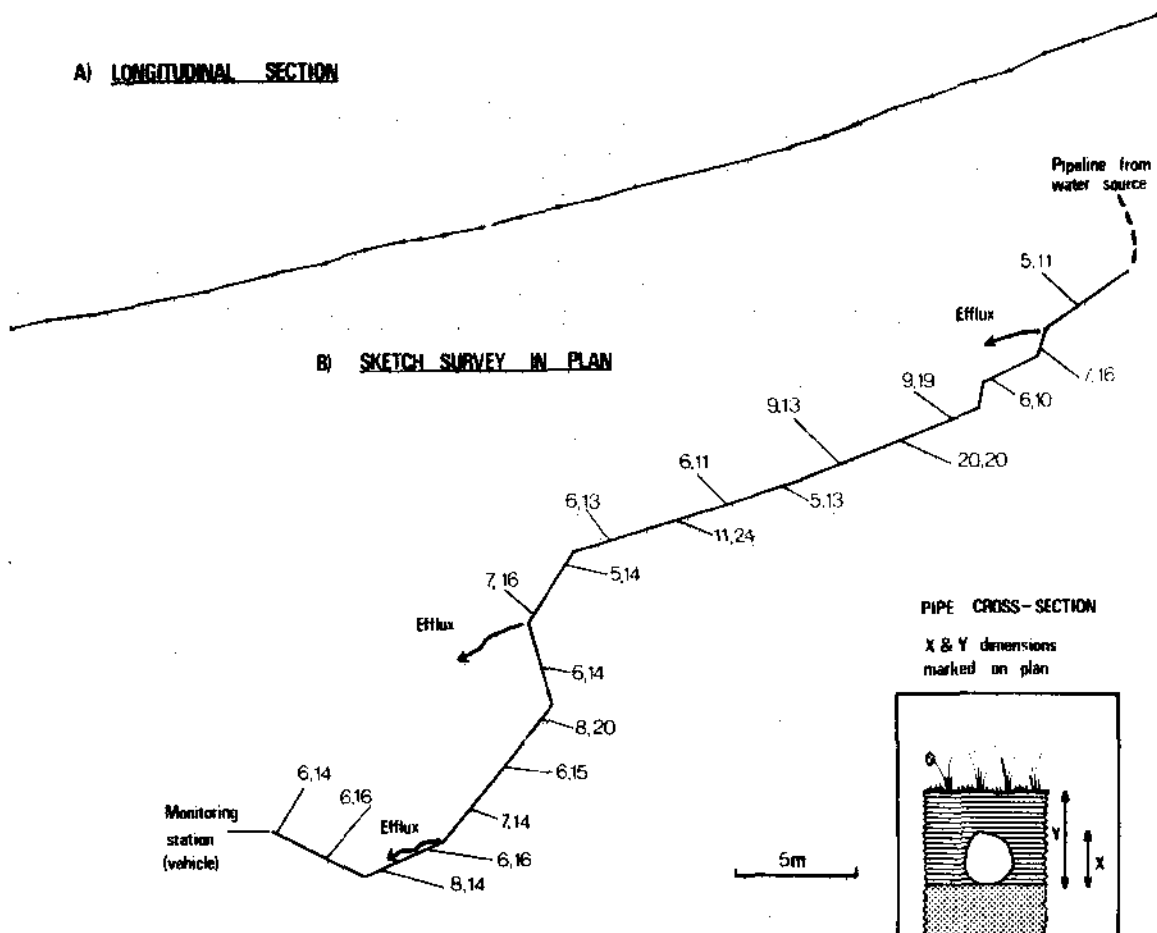 A) LONGITUDINAL SECTION
Pipeline from
water source
5,11
Efflux
7,16
6,10
B) SKETCH SURVEY IN PLAN
9,19
9,13
20,20
6,11
5,13
6,13
11,24
5,14
7,16
Efflux
6,14
8,20
6,15
6,14
6,16
Monitoring
station
(vehicle)
7,14
Efflux
6,16
8,14
5m
PIPE CROSS-SECTION
X & Y dimensions
marked on plan
Y
X